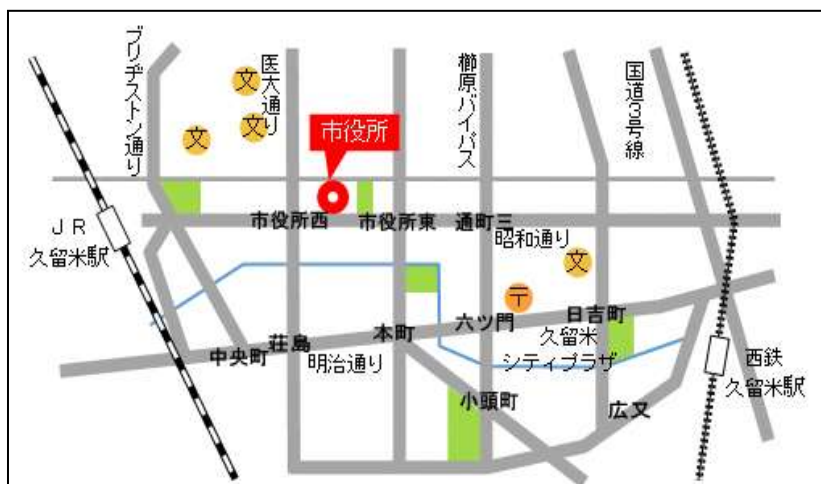 ブリヂストン通り
文
医大通り
文
文
市役所
櫛原バイパス
国道3号線
市役所西
市役所東
通町三
昭和通り
JR
久留米駅
文
〒
中央町
荘島
明治通り
本町
六ツ門
日吉町
久留米
シティプラザ
小頭町
広又
西鉄
久留米駅